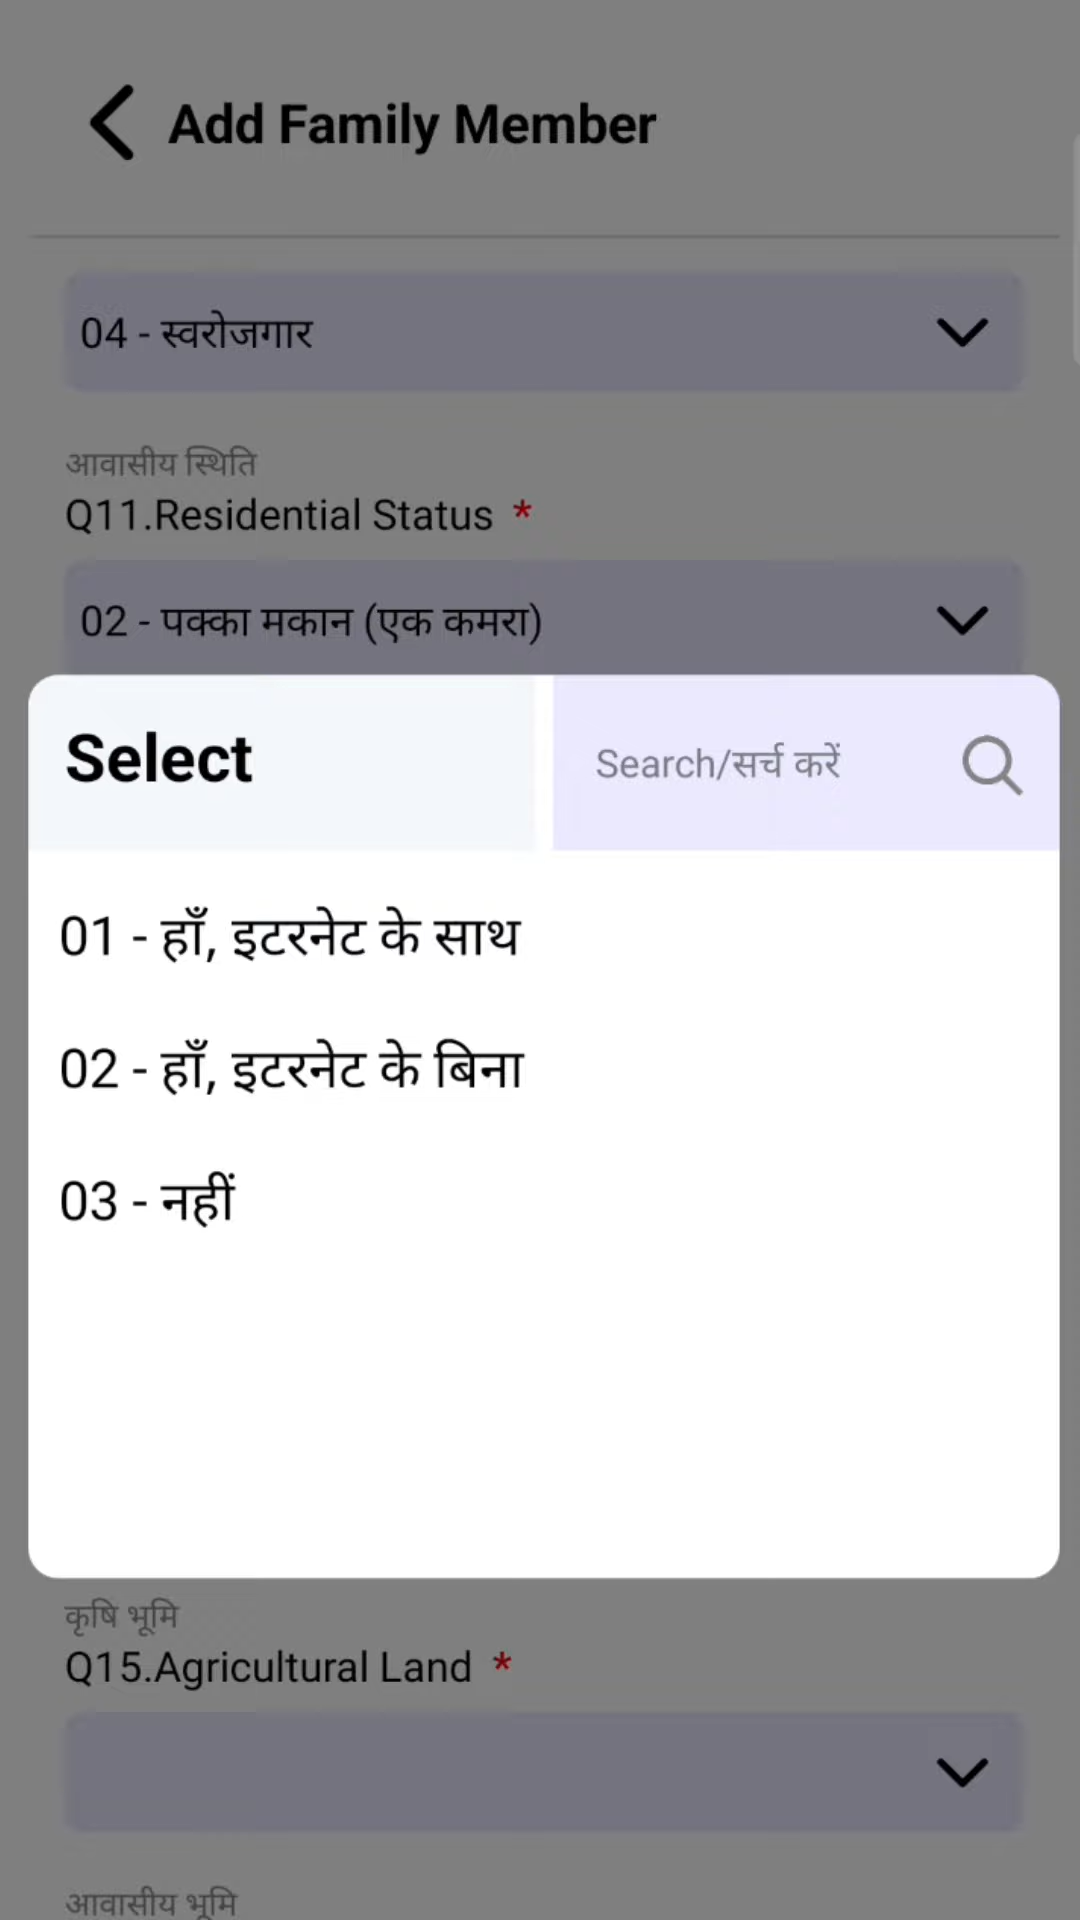 Add Family Member
04 - स्वरोजगार
आवासीय स्थिति
Q11.Residential Status *
02 - पक्का मकान (एक कमरा)
Select
Search/सर्च करें
01 - हाँ, इटरनेट के साथ
02 - हाँ, इटरनेट के बिना
03 - नहीं
कृषि भूमि
Q15.Agricultural Land *
आवासीय भूमि